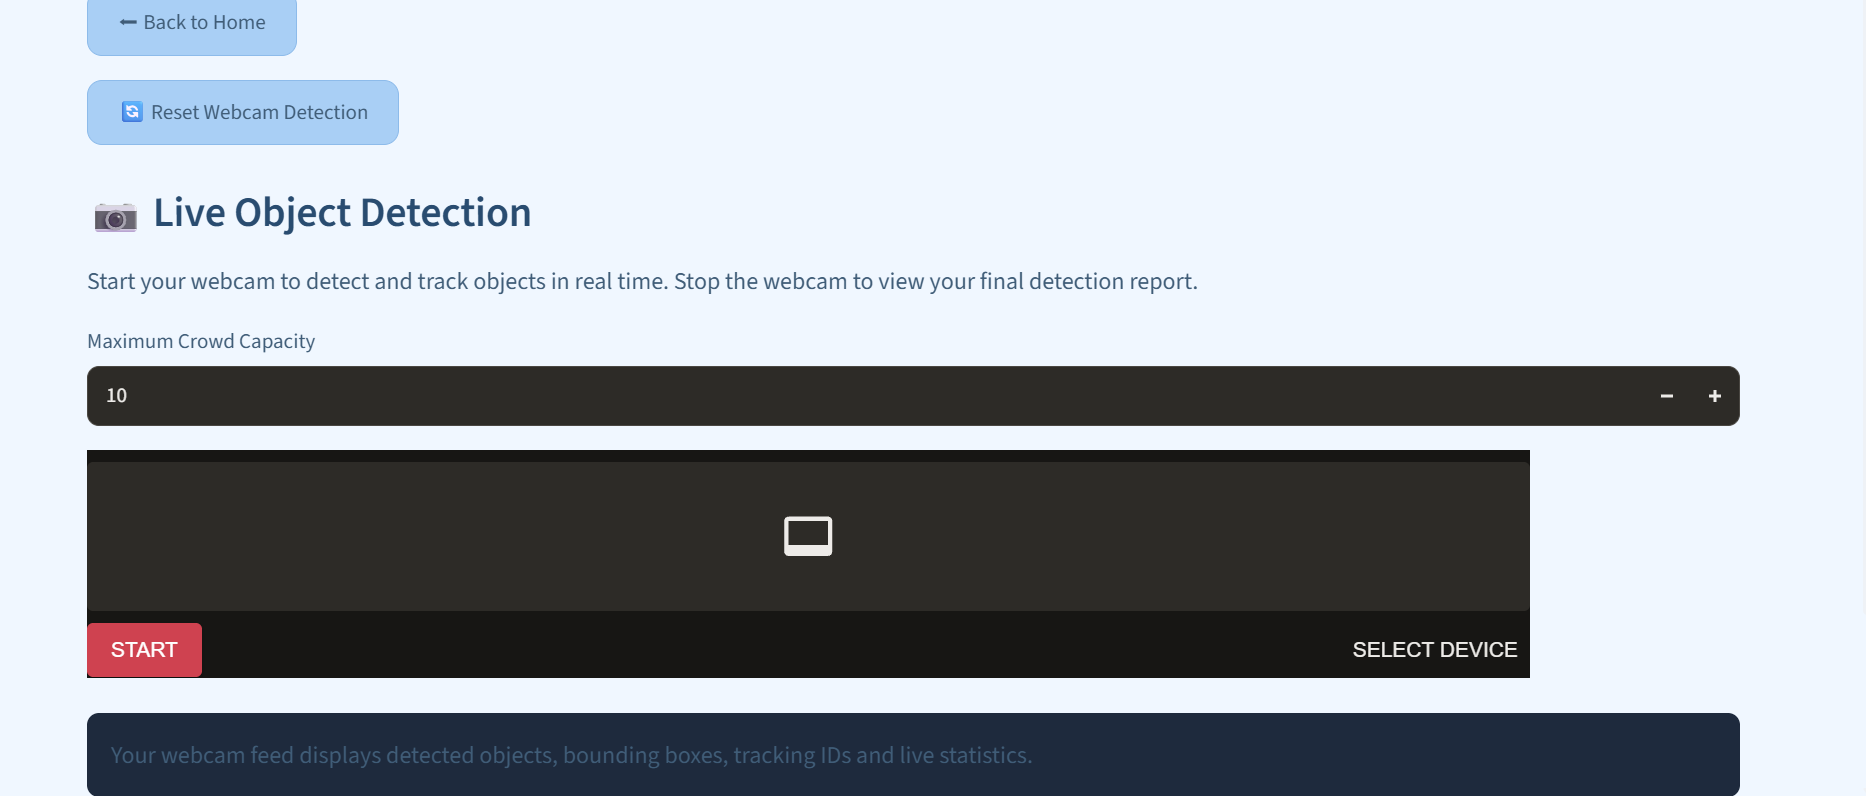 Back to Home
Reset Webcam Detection
Live Object Detection
Start your webcam to detect and track objects in real time. Stop the webcam to view your final detection report.
Maximum Crowd Capacity
10
START
SELECT DEVICE
Your webcam feed displays detected objects, bounding boxes, tracking IDs and live statistics.